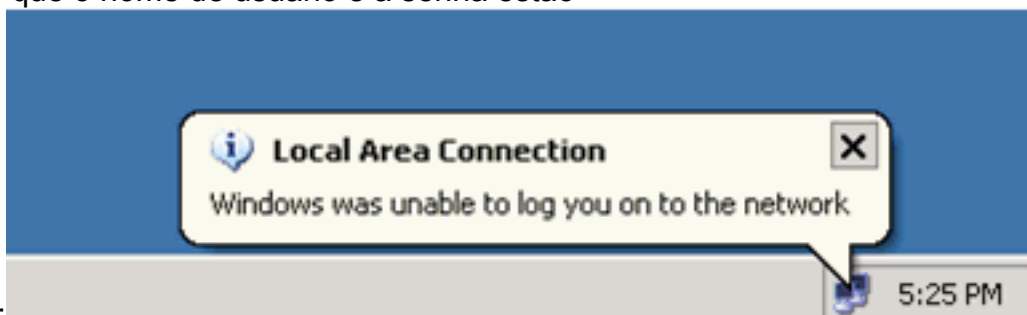 Local Area Connection
Windows was unable to log you on to the network
5:25 PM